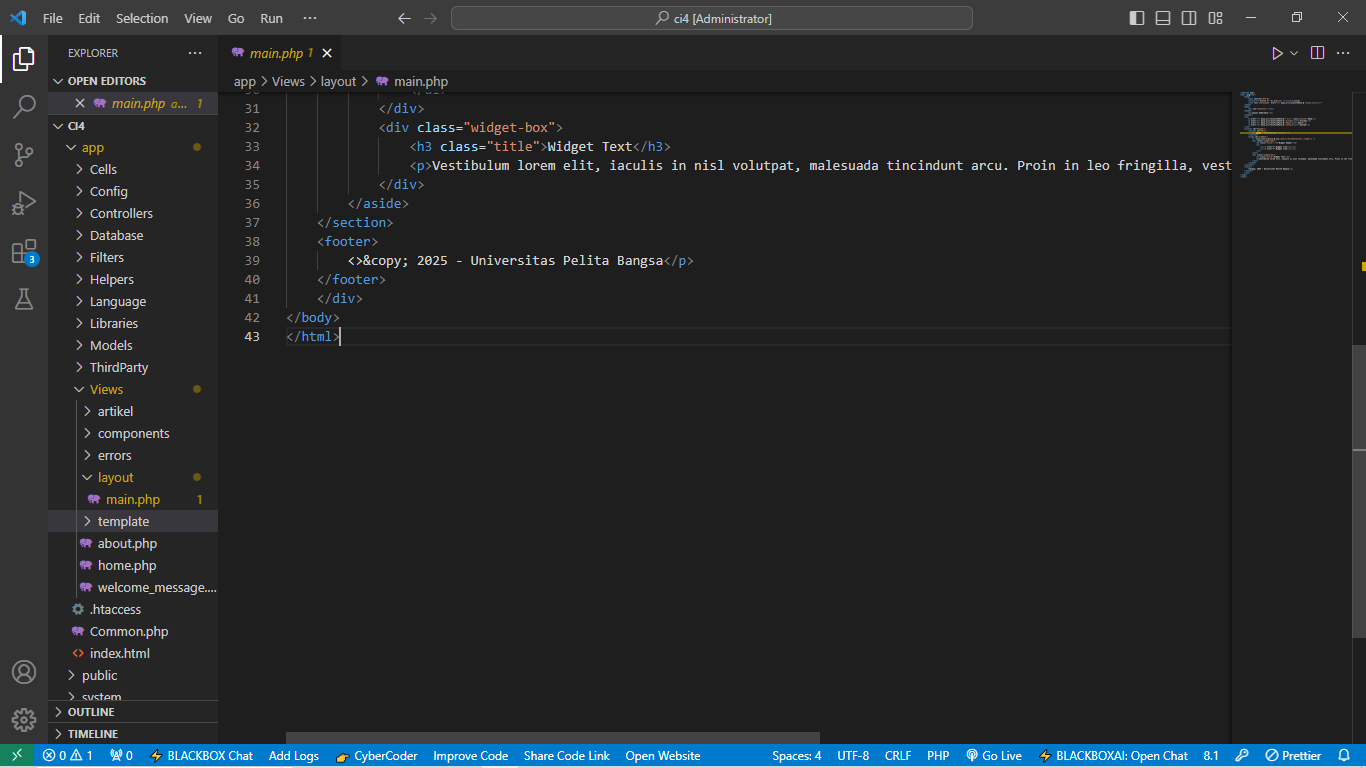 File Edit Selection View Go Run ···
ci4 [Administrator]
EXPLORER ···
OPEN EDITORS
main.php a... 1
CI4
app
Cells
Config
Controllers
Database
Filters
Helpers
Language
Libraries
Models
ThirdParty
Views
artikel
components
errors
layout
main.php 1
template
about.php
home.php
welcome_message....
.htaccess
Common.php
index.html
public
system
OUTLINE
TIMELINE
3
main.php 1
app > Views > layout > main.php
30 </div>
31 </div>
32 <div class="widget-box">
33 <h3 class="title">Widget Text</h3>
34 <p>Vestibulum lorem elit, iaculis in nisl volutpat, malesuada tincidunt arcu. Proin in leo fringilla, vest
35 </div>
36 </aside>
37 </section>
38 <footer>
39 <>&copy; 2025 - Universitas Pelita Bangsa</p>
40 </footer>
41 </div>
42 </body>
43 </html>
0 1 0 BLACKBOX Chat Add Logs CyberCoder Improve Code Share Code Link Open Website Spaces: 4 UTF-8 CRLF PHP Go Live BLACKBOXAI: Open Chat 8.1 Prettier